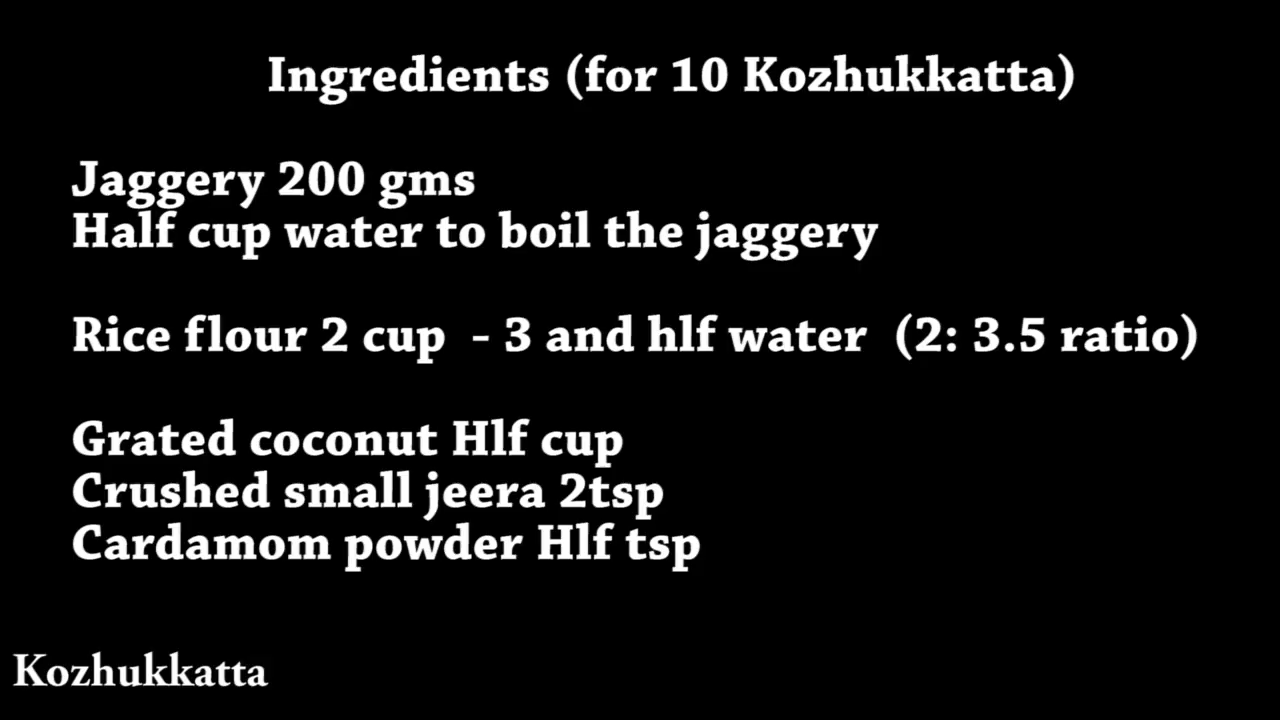 Ingredients (for 10 Kozhukkatta)
Jaggery 200 gms
Half cup water to boil the jaggery
Rice flour 2 cup - 3 and hlf water (2: 3.5 ratio)
Grated coconut Hlf cup
Crushed small jeera 2tsp
Cardamom powder Hlf tsp
Kozhukkatta